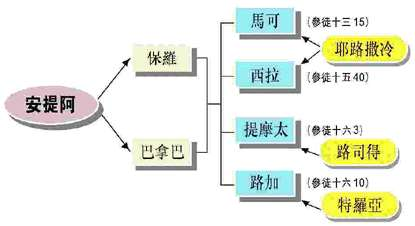 安提阿
保羅
巴拿巴
馬可 (參徒十三15)
耶路撒冷
西拉 (參徒十五40)
提摩太 (參徒十六3)
路司得
路加 (參徒十六10)
特羅亞